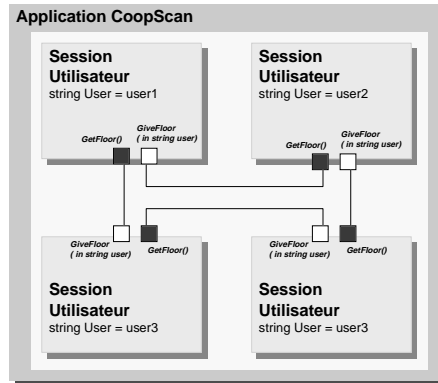 Application CoopScan
Session
Utilisateur
string User = user1
GetFloor()
GiveFloor
( in string user)
Session
Utilisateur
string User = user2
GetFloor()
GiveFloor
( in string user)
GiveFloor
( in string user)
GetFloor()
Session
Utilisateur
string User = user3
GiveFloor
( in string user)
GetFloor()
Session
Utilisateur
string User = user3